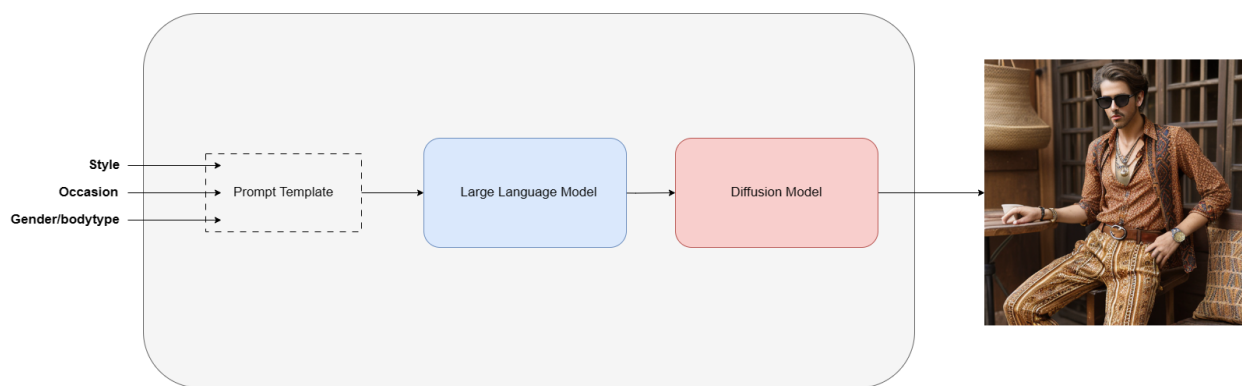 Style
Occasion
Gender/bodytype
Prompt Template
Large Language Model
Diffusion Model